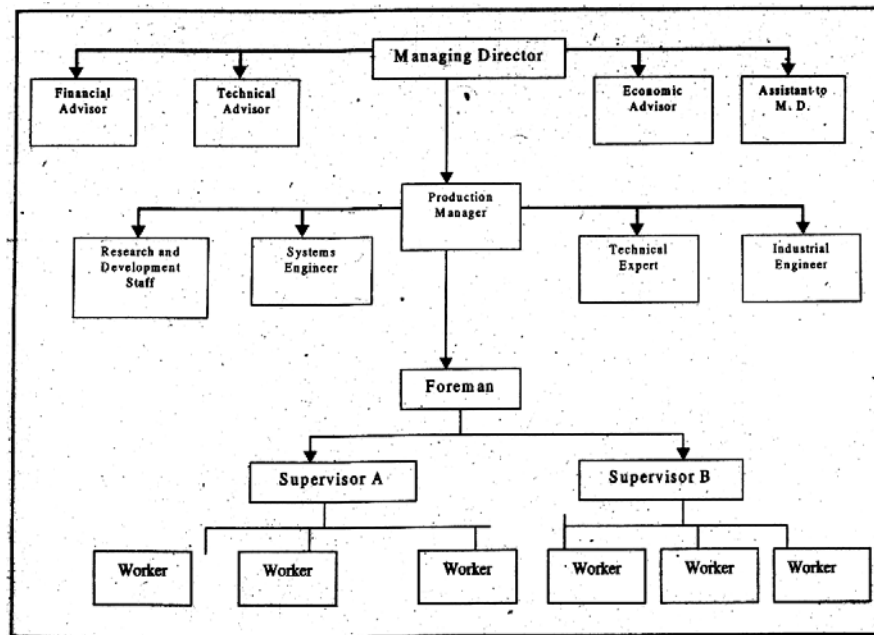 Managing Director
Financial
Advisor
Technical
Advisor
Economic
Advisor
Assistant to
M. D.
Production
Manager
Research and
Development
Staff
Systems
Engineer
Technical
Expert
Industrial
Engineer
Foreman
Supervisor A
Supervisor B
Worker
Worker
Worker
Worker
Worker
Worker